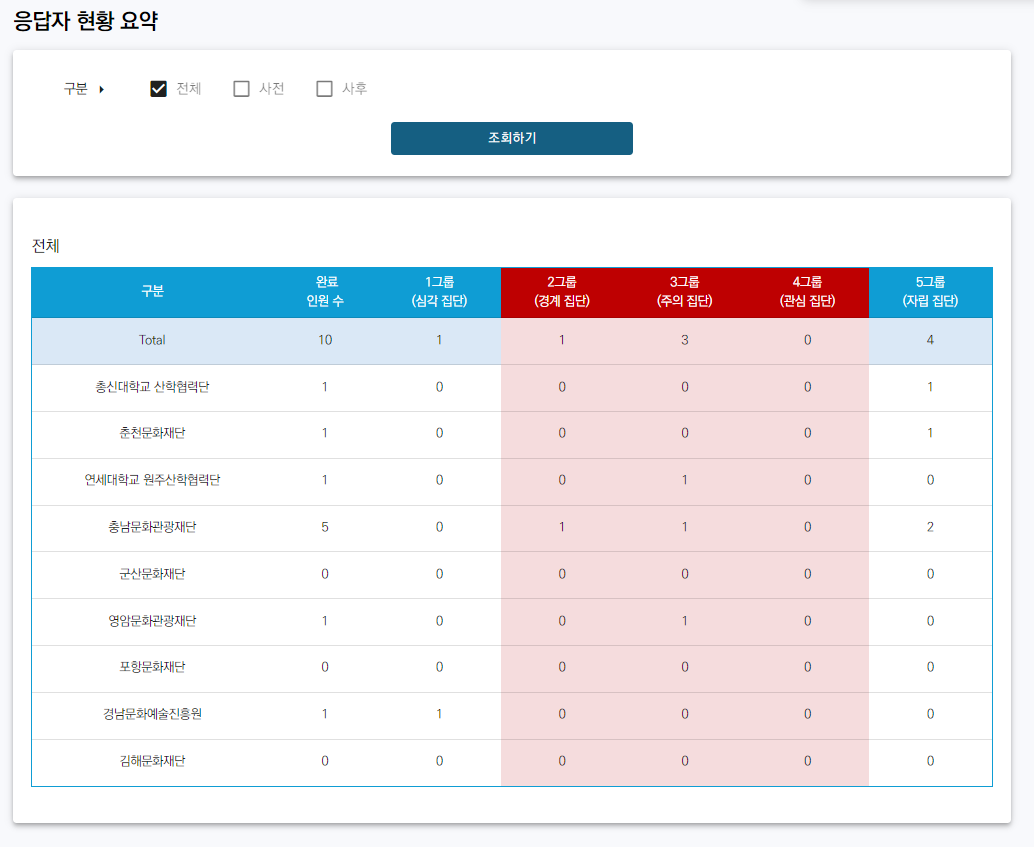 응답자 현황 요약
구분 전체 사전 사후
조회하기
전체
구분 완료 인원 수 1그룹 (심각 집단) 2그룹 (경계 집단) 3그룹 (주의 집단) 4그룹 (관심 집단) 5그룹 (자립 집단)
Total 10 1 1 3 0 4
총신대학교 산학협력단 1 0 0 0 0 1
춘천문화재단 1 0 0 0 0 1
연세대학교 원주산학협력단 1 0 0 1 0 0
충남문화관광재단 5 0 1 1 0 2
군산문화재단 0 0 0 0 0 0
영암문화관광재단 1 0 0 1 0 0
포항문화재단 0 0 0 0 0 0
경남문화예술진흥원 1 1 0 0 0 0
김해문화재단 0 0 0 0 0 0